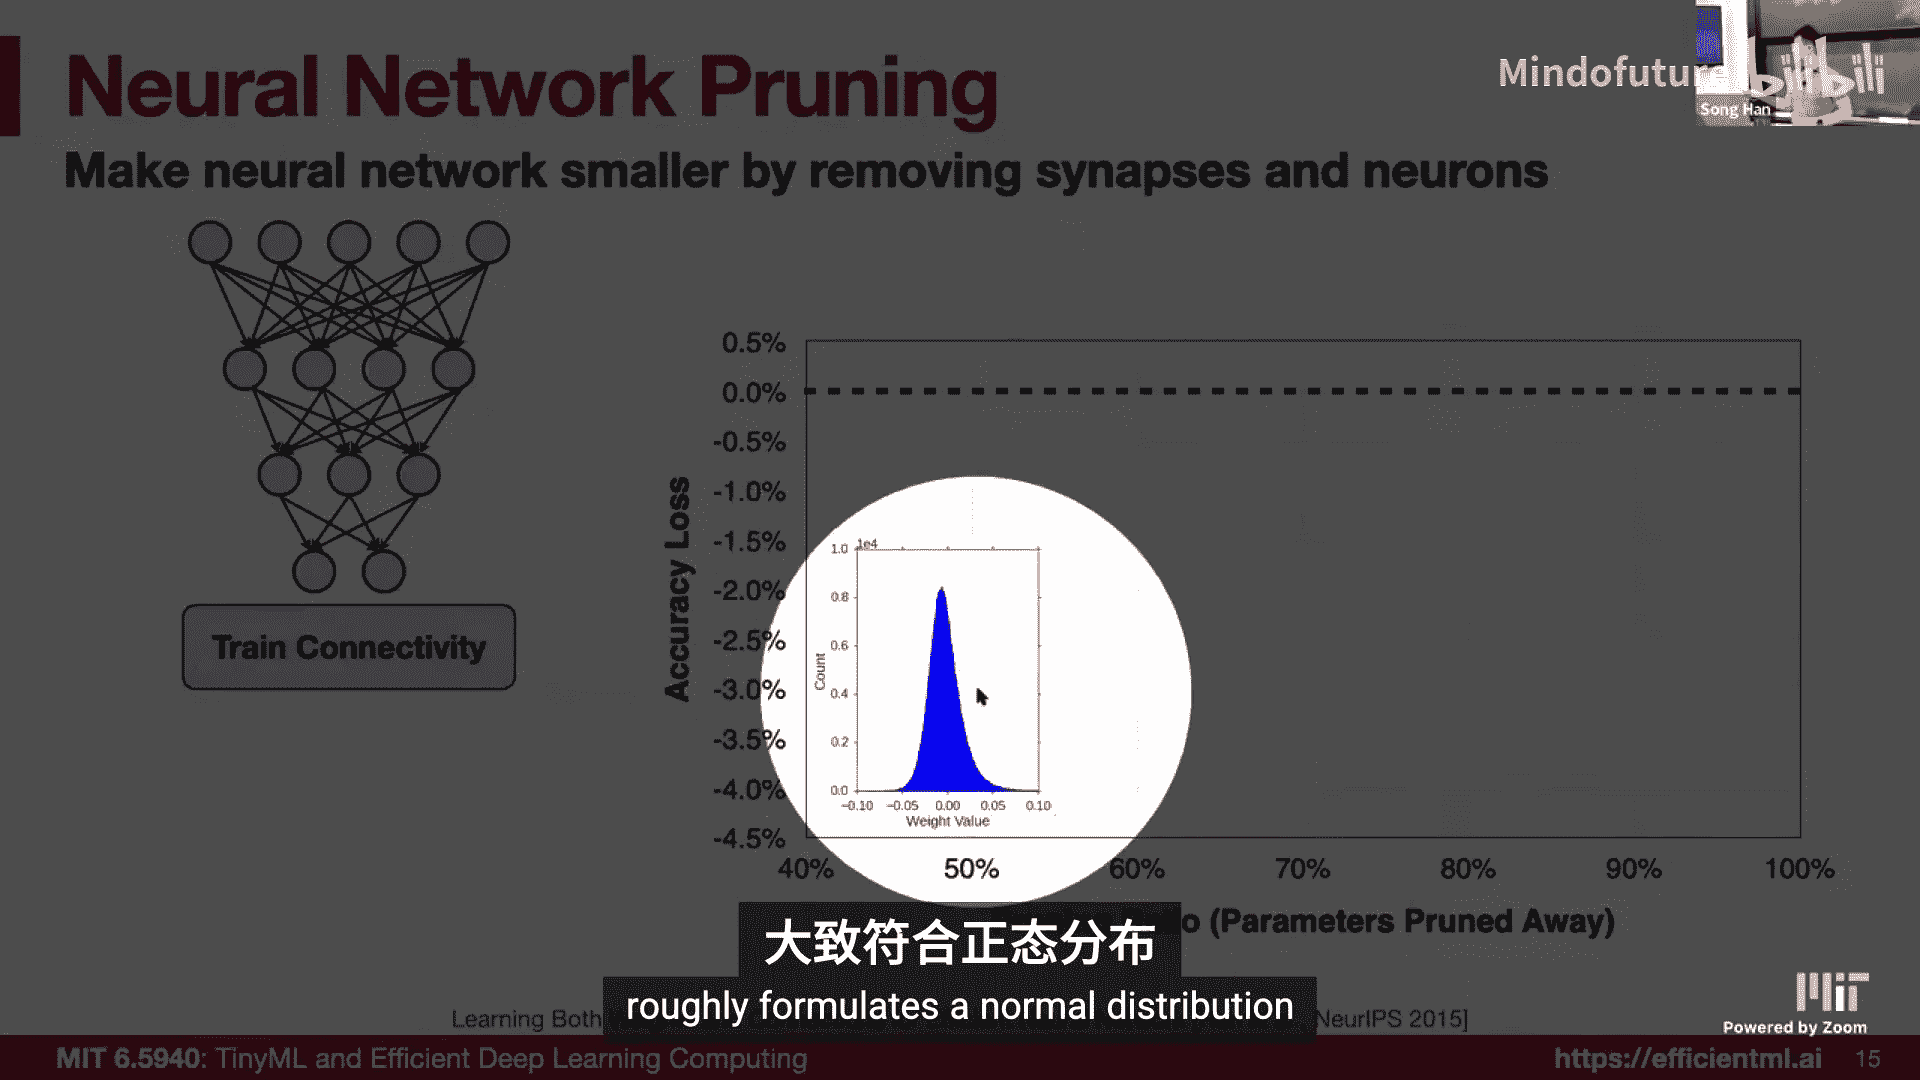 Neural Network Pruning
Mindofuture
bilibili
Song Han
Make neural network smaller by removing synapses and neurons
Train Connectivity
Accuracy Loss
0.5%
0.0%
-0.5%
-1.0%
-1.5%
-2.0%
-2.5%
-3.0%
-3.5%
-4.0%
-4.5%
40% 50% 60% 70% 80% 90% 100%
1e4
1.0
0.8
0.6
0.4
0.2
0.0
Count
−0.10 −0.05 0.00 0.05 0.10
Weight Value
(Parameters Pruned Away)
大致符合正态分布
roughly formulates a normal distribution
Learning Both NeurIPS 2015]
MIT
Powered by Zoom
MIT 6.5940: TinyML and Efficient Deep Learning Computing
https://efficientml.ai 15